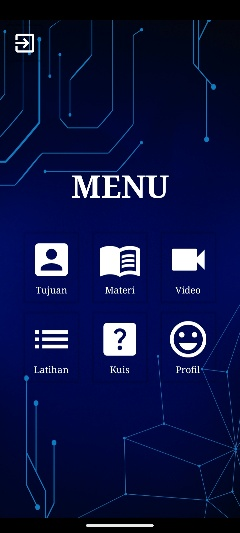 MENU
Tujuan Materi Video
Latihan Kuis Profil